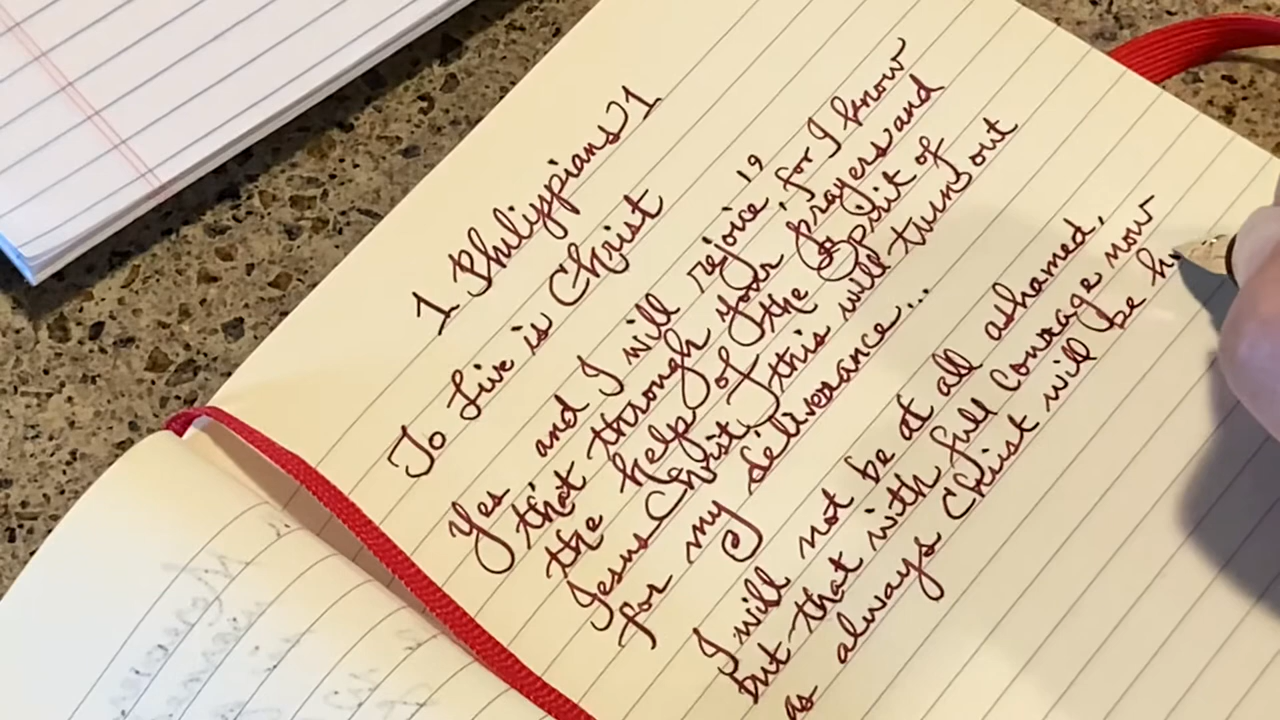 1 Philippians 1
To Live is Christ
Yes and I will rejoice, 19 for I know
that through your prayers and
the help of the Spirit of
Jesus Christ this will turn out
for my deliverance...
I will not be at all ashamed,
but that with full courage now
as always Christ will be h